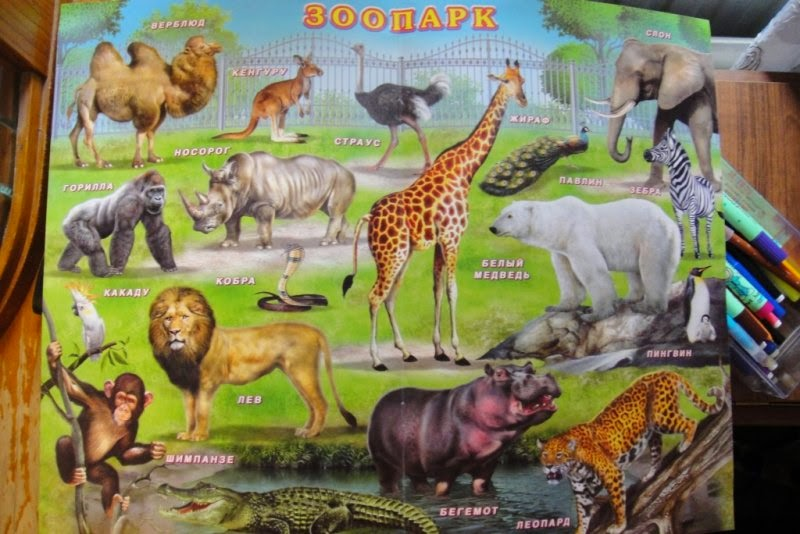 ЗООПАРК
ВЕРБЛЮД
СЛОН
КЕНГУРУ
СТРАУС
ЖИРАФ
НОСОРОГ
ПАВЛИН
ЗЕБРА
ГОРИЛЛА
КОБРА
БЕЛЫЙ
МЕДВЕДЬ
КАКАДУ
ПИНГВИН
ЛЕВ
ШИМПАНЗЕ
БЕГЕМОТ
ЛЕОПАРД